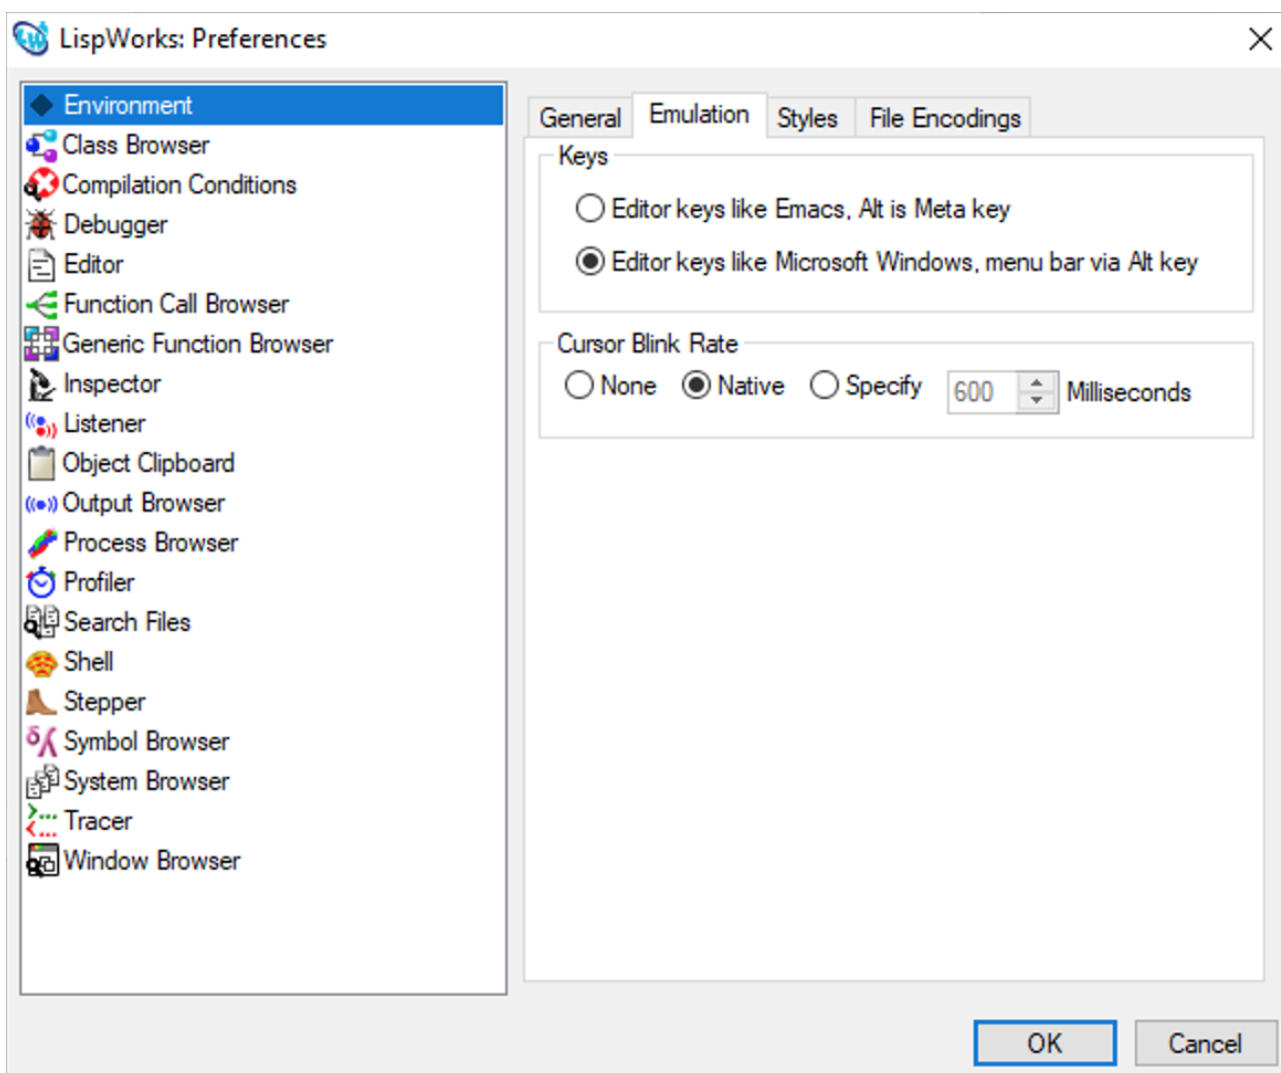 LispWorks: Preferences
Environment
Class Browser
Compilation Conditions
Debugger
Editor
Function Call Browser
Generic Function Browser
Inspector
Listener
Object Clipboard
Output Browser
Process Browser
Profiler
Search Files
Shell
Stepper
Symbol Browser
System Browser
Tracer
Window Browser
General Emulation Styles File Encodings
Keys
Editor keys like Emacs, Alt is Meta key
Editor keys like Microsoft Windows, menu bar via Alt key
Cursor Blink Rate
None Native Specify 600 Milliseconds
OK Cancel